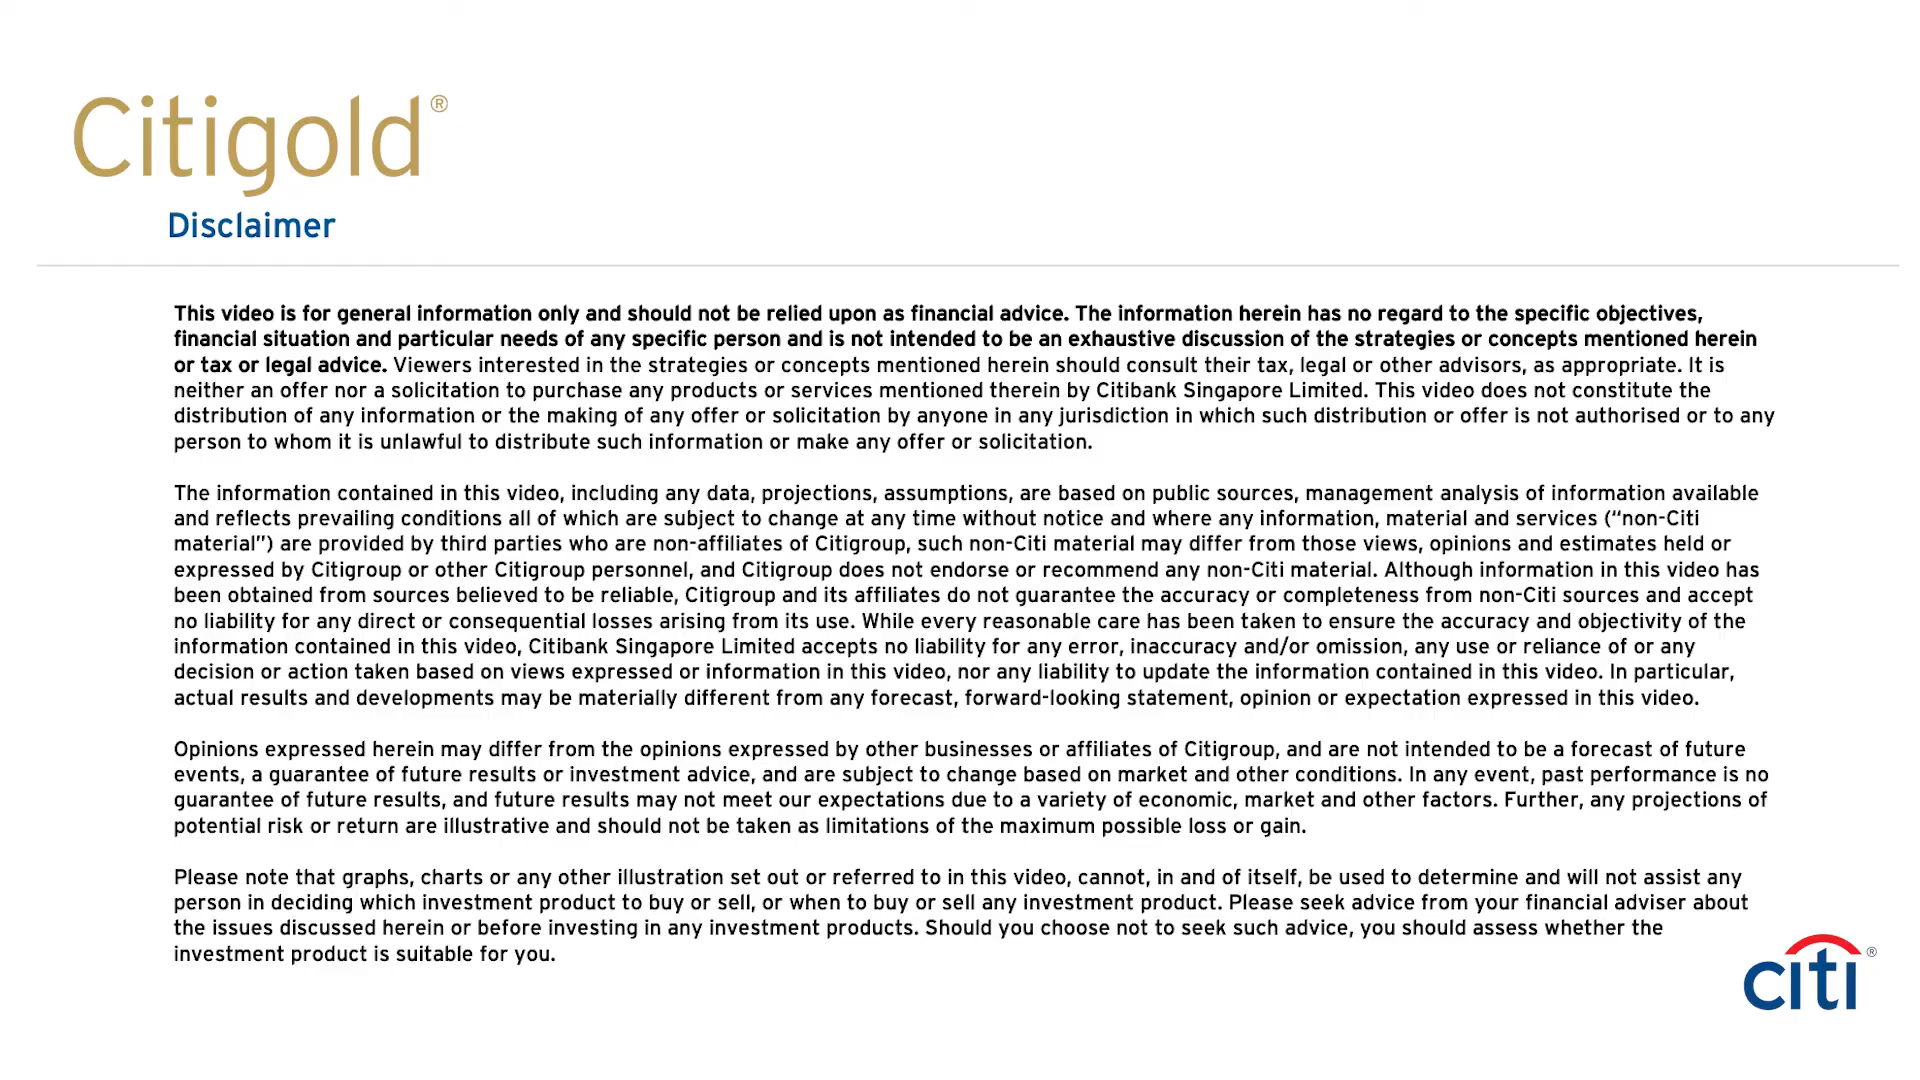 Citigold®
Disclaimer
This video is for general information only and should not be relied upon as financial advice. The information herein has no regard to the specific objectives,
financial situation and particular needs of any specific person and is not intended to be an exhaustive discussion of the strategies or concepts mentioned herein
or tax or legal advice. Viewers interested in the strategies or concepts mentioned herein should consult their tax, legal or other advisors, as appropriate. It is
neither an offer nor a solicitation to purchase any products or services mentioned therein by Citibank Singapore Limited. This video does not constitute the
distribution of any information or the making of any offer or solicitation by anyone in any jurisdiction in which such distribution or offer is not authorised or to any
person to whom it is unlawful to distribute such information or make any offer or solicitation.
The information contained in this video, including any data, projections, assumptions, are based on public sources, management analysis of information available
and reflects prevailing conditions all of which are subject to change at any time without notice and where any information, material and services (“non-Citi
material”) are provided by third parties who are non-affiliates of Citigroup, such non-Citi material may differ from those views, opinions and estimates held or
expressed by Citigroup or other Citigroup personnel, and Citigroup does not endorse or recommend any non-Citi material. Although information in this video has
been obtained from sources believed to be reliable, Citigroup and its affiliates do not guarantee the accuracy or completeness from non-Citi sources and accept
no liability for any direct or consequential losses arising from its use. While every reasonable care has been taken to ensure the accuracy and objectivity of the
information contained in this video, Citibank Singapore Limited accepts no liability for any error, inaccuracy and/or omission, any use or reliance of or any
decision or action taken based on views expressed or information in this video, nor any liability to update the information contained in this video. In particular,
actual results and developments may be materially different from any forecast, forward-looking statement, opinion or expectation expressed in this video.
Opinions expressed herein may differ from the opinions expressed by other businesses or affiliates of Citigroup, and are not intended to be a forecast of future
events, a guarantee of future results or investment advice, and are subject to change based on market and other conditions. In any event, past performance is no
guarantee of future results, and future results may not meet our expectations due to a variety of economic, market and other factors. Further, any projections of
potential risk or return are illustrative and should not be taken as limitations of the maximum possible loss or gain.
Please note that graphs, charts or any other illustration set out or referred to in this video, cannot, in and of itself, be used to determine and will not assist any
person in deciding which investment product to buy or sell, or when to buy or sell any investment product. Please seek advice from your financial adviser about
the issues discussed herein or before investing in any investment products. Should you choose not to seek such advice, you should assess whether the
investment product is suitable for you.
citi®